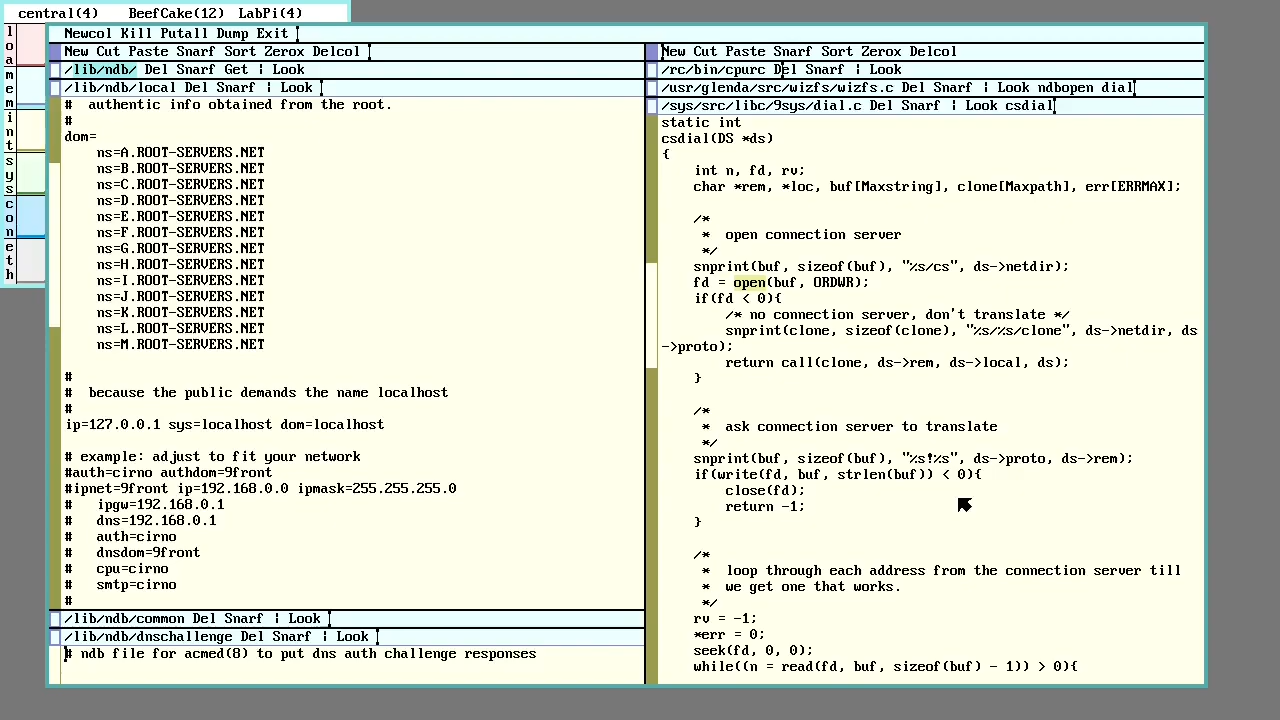 central(4)  BeefCake(12)  LabPi(4)
load
mem
int
sys
con
eth
Newcol Kill Putall Dump Exit
New Cut Paste Snarf Sort Zerox Delcol
/lib/ndb/ Del Snarf Get | Look
/lib/ndb/local Del Snarf | Look
#  authentic info obtained from the root.
#
dom=
    ns=A.ROOT-SERVERS.NET
    ns=B.ROOT-SERVERS.NET
    ns=C.ROOT-SERVERS.NET
    ns=D.ROOT-SERVERS.NET
    ns=E.ROOT-SERVERS.NET
    ns=F.ROOT-SERVERS.NET
    ns=G.ROOT-SERVERS.NET
    ns=H.ROOT-SERVERS.NET
    ns=I.ROOT-SERVERS.NET
    ns=J.ROOT-SERVERS.NET
    ns=K.ROOT-SERVERS.NET
    ns=L.ROOT-SERVERS.NET
    ns=M.ROOT-SERVERS.NET
#
#  because the public demands the name localhost
#
ip=127.0.0.1 sys=localhost dom=localhost
# example: adjust to fit your network
#auth=cirno authdom=9front
#ipnet=9front ip=192.168.0.0 ipmask=255.255.255.0
#   ipgw=192.168.0.1
#   dns=192.168.0.1
#   auth=cirno
#   dnsdom=9front
#   cpu=cirno
#   smtp=cirno
#
/lib/ndb/common Del Snarf | Look
/lib/ndb/dnschallenge Del Snarf | Look
# ndb file for acmed(8) to put dns auth challenge responses
New Cut Paste Snarf Sort Zerox Delcol
/rc/bin/cpurc Del Snarf | Look
/usr/glenda/src/wizfs/wizfs.c Del Snarf | Look ndbopen dial
/sys/src/libc/9sys/dial.c Del Snarf | Look csdial
static int
csdial(DS *ds)
{
    int n, fd, rv;
    char *rem, *loc, buf[Maxstring], clone[Maxpath], err[ERRMAX];
    /*
     *  open connection server
     */
    snprint(buf, sizeof(buf), "%s/cs", ds->netdir);
    fd = open(buf, ORDWR);
    if(fd < 0){
        /* no connection server, don't translate */
        snprint(clone, sizeof(clone), "%s/%s/clone", ds->netdir, ds
->proto);
        return call(clone, ds->rem, ds->local, ds);
    }
    /*
     *  ask connection server to translate
     */
    snprint(buf, sizeof(buf), "%s!%s", ds->proto, ds->rem);
    if(write(fd, buf, strlen(buf)) < 0){
        close(fd);
        return -1;
    }
    /*
     *  loop through each address from the connection server till
     *  we get one that works.
     */
    rv = -1;
    *err = 0;
    seek(fd, 0, 0);
    while((n = read(fd, buf, sizeof(buf) - 1)) > 0){